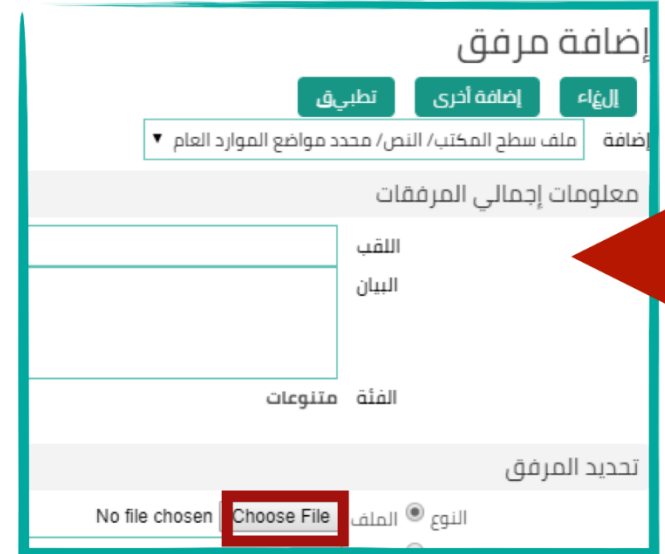 إضافة مرفق
إلغاء إضافة أخرى تطبيق
إضافة ملف سطح المكتب/ النص/ محدد مواضع الموارد العام
معلومات إجمالي المرفقات
اللقب
البيان
الفئة متنوعات
تحديد المرفق
النوع الملف Choose File No file chosen